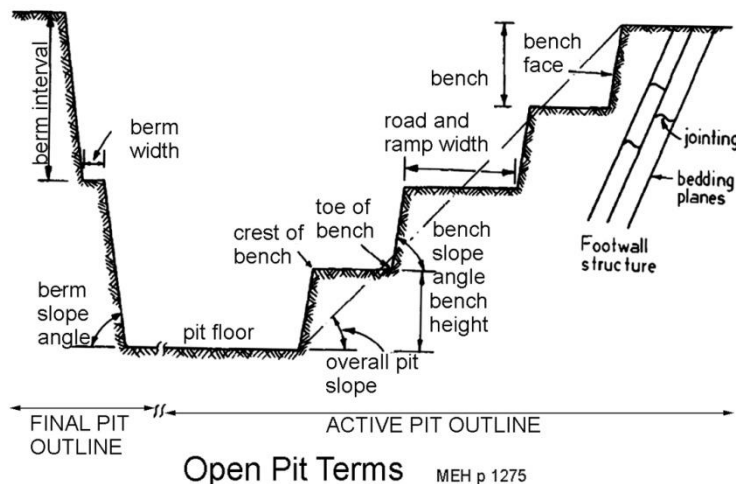 berm interval
berm
width
berm
slope
angle
pit floor
crest of
bench
toe of
bench
road and
ramp width
bench
bench
face
bench
slope
angle
bench
height
overall pit
slope
jointing
bedding
planes
Footwall
structure
FINAL PIT
OUTLINE
ACTIVE PIT OUTLINE
Open Pit Terms MEH p 1275